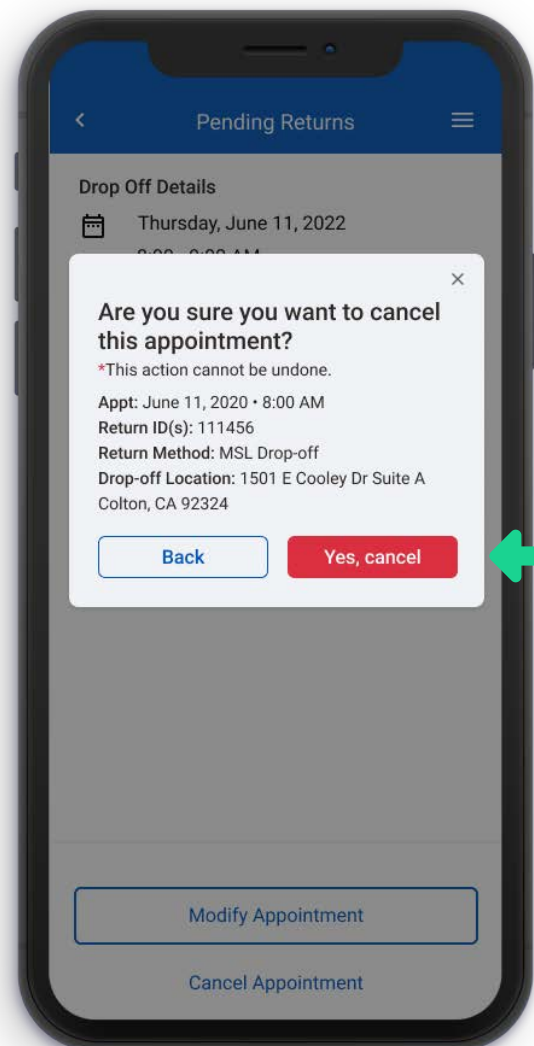 Pending Returns
Drop Off Details
Thursday, June 11, 2022
Are you sure you want to cancel
this appointment?
*This action cannot be undone.
Appt: June 11, 2020 • 8:00 AM
Return ID(s): 111456
Return Method: MSL Drop-off
Drop-off Location: 1501 E Cooley Dr Suite A
Colton, CA 92324
Back
Yes, cancel
Modify Appointment
Cancel Appointment